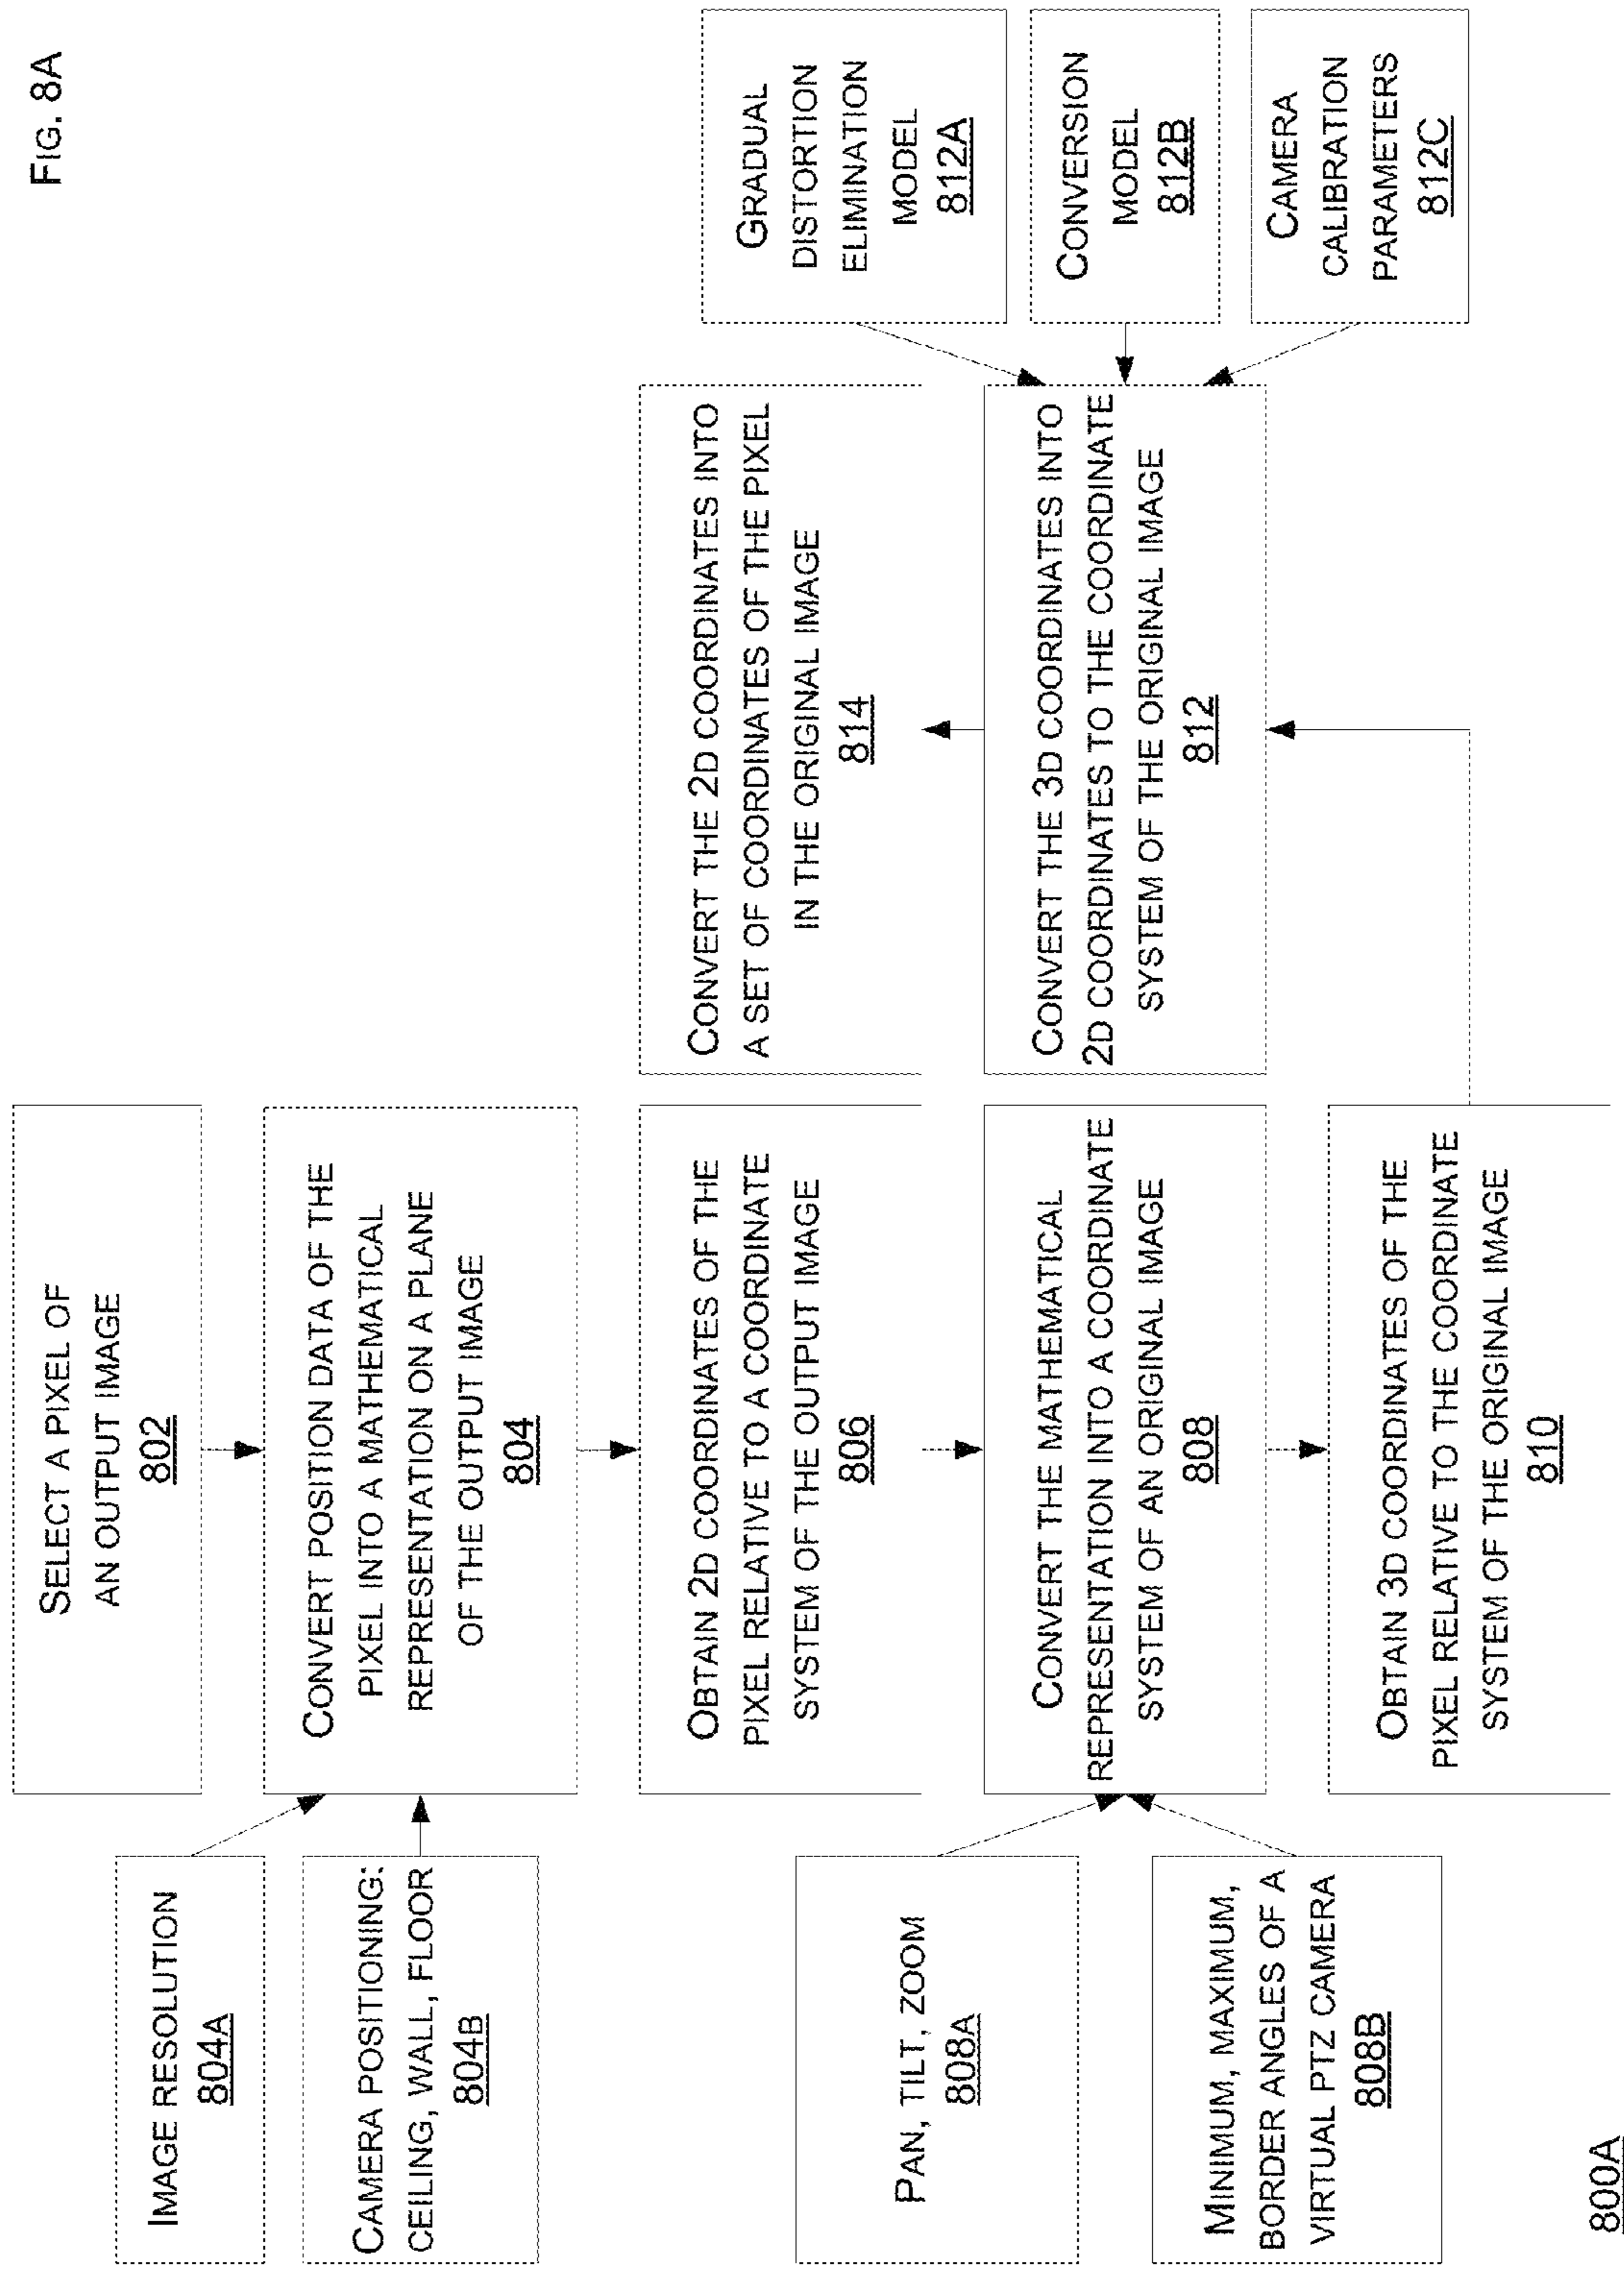 FIG. 8A
SELECT A PIXEL OF
AN OUTPUT IMAGE
802
IMAGE RESOLUTION
804A
CAMERA POSITIONING:
CEILING, WALL, FLOOR
804B
CONVERT POSITION DATA OF THE
PIXEL INTO A MATHEMATICAL
REPRESENTATION ON A PLANE
OF THE OUTPUT IMAGE
804
OBTAIN 2D COORDINATES OF THE
PIXEL RELATIVE TO A COORDINATE
SYSTEM OF THE OUTPUT IMAGE
806
PAN, TILT, ZOOM
808A
MINIMUM, MAXIMUM,
BORDER ANGLES OF A
VIRTUAL PTZ CAMERA
808B
CONVERT THE MATHEMATICAL
REPRESENTATION INTO A COORDINATE
SYSTEM OF AN ORIGINAL IMAGE
808
OBTAIN 3D COORDINATES OF THE
PIXEL RELATIVE TO THE COORDINATE
SYSTEM OF THE ORIGINAL IMAGE
810
CONVERT THE 2D COORDINATES INTO
A SET OF COORDINATES OF THE PIXEL
IN THE ORIGINAL IMAGE
814
CONVERT THE 3D COORDINATES INTO
2D COORDINATES TO THE COORDINATE
SYSTEM OF THE ORIGINAL IMAGE
812
GRADUAL
DISTORTION
ELIMINATION
MODEL
812A
CONVERSION
MODEL
812B
CAMERA
CALIBRATION
PARAMETERS
812C
800A